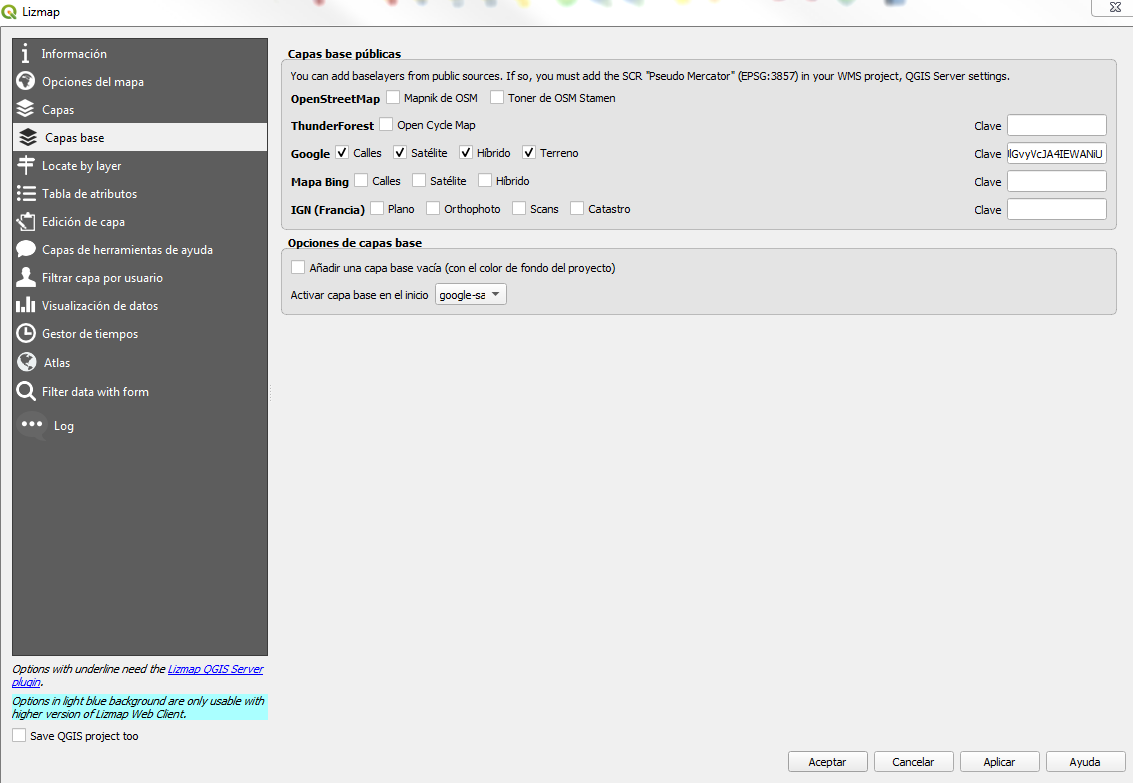 Lizmap
Información
Opciones del mapa
Capas
Capas base
Locate by layer
Tabla de atributos
Edición de capa
Capas de herramientas de ayuda
Filtrar capa por usuario
Visualización de datos
Gestor de tiempos
Atlas
Filter data with form
Log
Options with underline need the Lizmap QGIS Server
plugin.
Options in light blue background are only usable with
higher version of Lizmap Web Client.
Save QGIS project too
Capas base públicas
You can add baselayers from public sources. If so, you must add the SCR "Pseudo Mercator" (EPSG:3857) in your WMS project, QGIS Server settings.
OpenStreetMap Mapnik de OSM Toner de OSM Stamen
ThunderForest Open Cycle Map Clave
Google Calles Satélite Híbrido Terreno Clave GvyVcJA4IEWANiU
Mapa Bing Calles Satélite Híbrido Clave
IGN (Francia) Plano Orthophoto Scans Catastro Clave
Opciones de capas base
Añadir una capa base vacía (con el color de fondo del proyecto)
Activar capa base en el inicio google-sa
Aceptar Cancelar Aplicar Ayuda